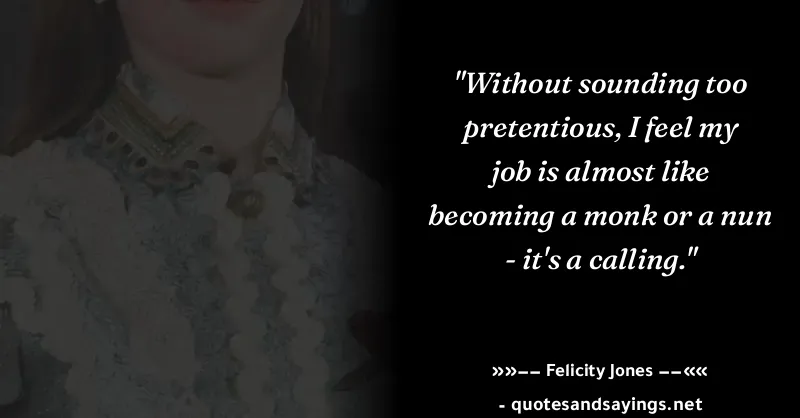 "Without sounding too
pretentious, I feel my
job is almost like
becoming a monk or a nun
- it's a calling."
»»−− Felicity Jones −−««
- quotesandsayings.net